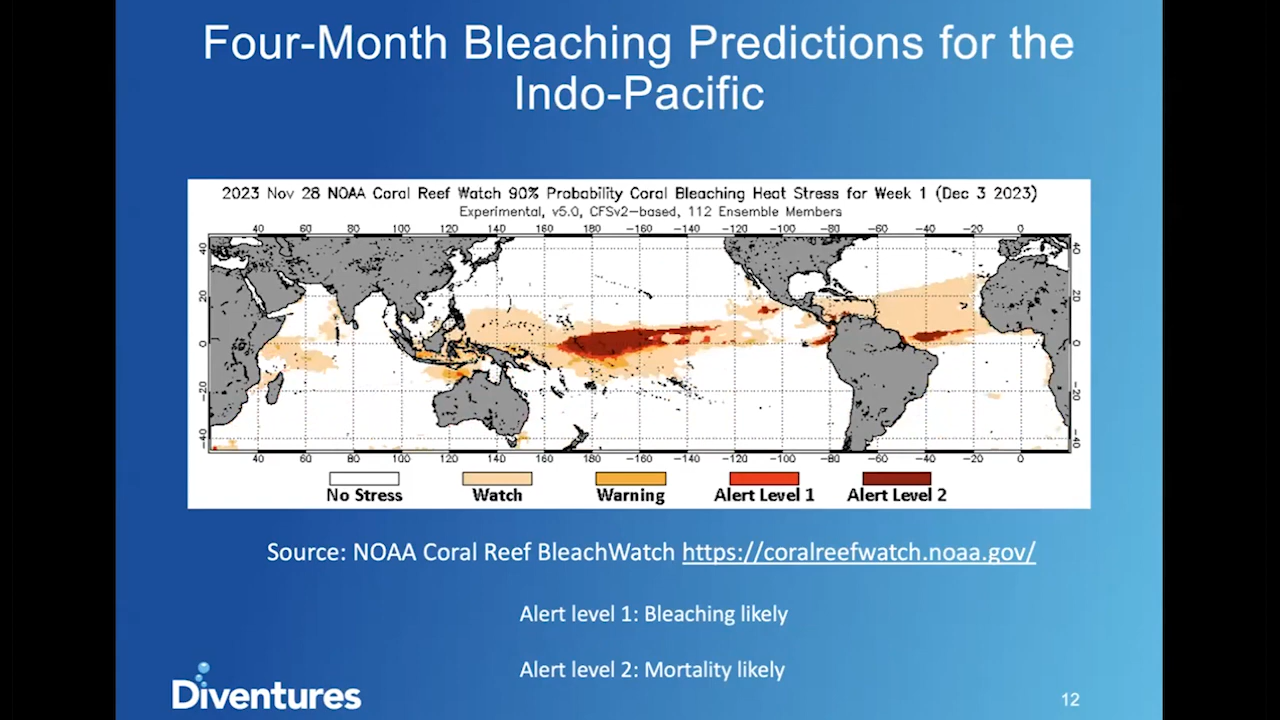 Four-Month Bleaching Predictions for the
Indo-Pacific
2023 Nov 28 NOAA Coral Reef Watch 90% Probability Coral Bleaching Heat Stress for Week 1 (Dec 3 2023)
Experimental, v5.0, CFSv2-based, 112 Ensemble Members
40 60 80 100 120 140 160 180 -160 -140 -120 -100 -80 -60 -40 -20 0
40 40
20 20
0 0
-20 -20
-40 -40
40 60 80 100 120 140 160 180 -160 -140 -120 -100 -80 -60 -40 -20 0
No Stress Watch Warning Alert Level 1 Alert Level 2
Source: NOAA Coral Reef BleachWatch https://coralreefwatch.noaa.gov/
Alert level 1: Bleaching likely
Alert level 2: Mortality likely
Diventures
12